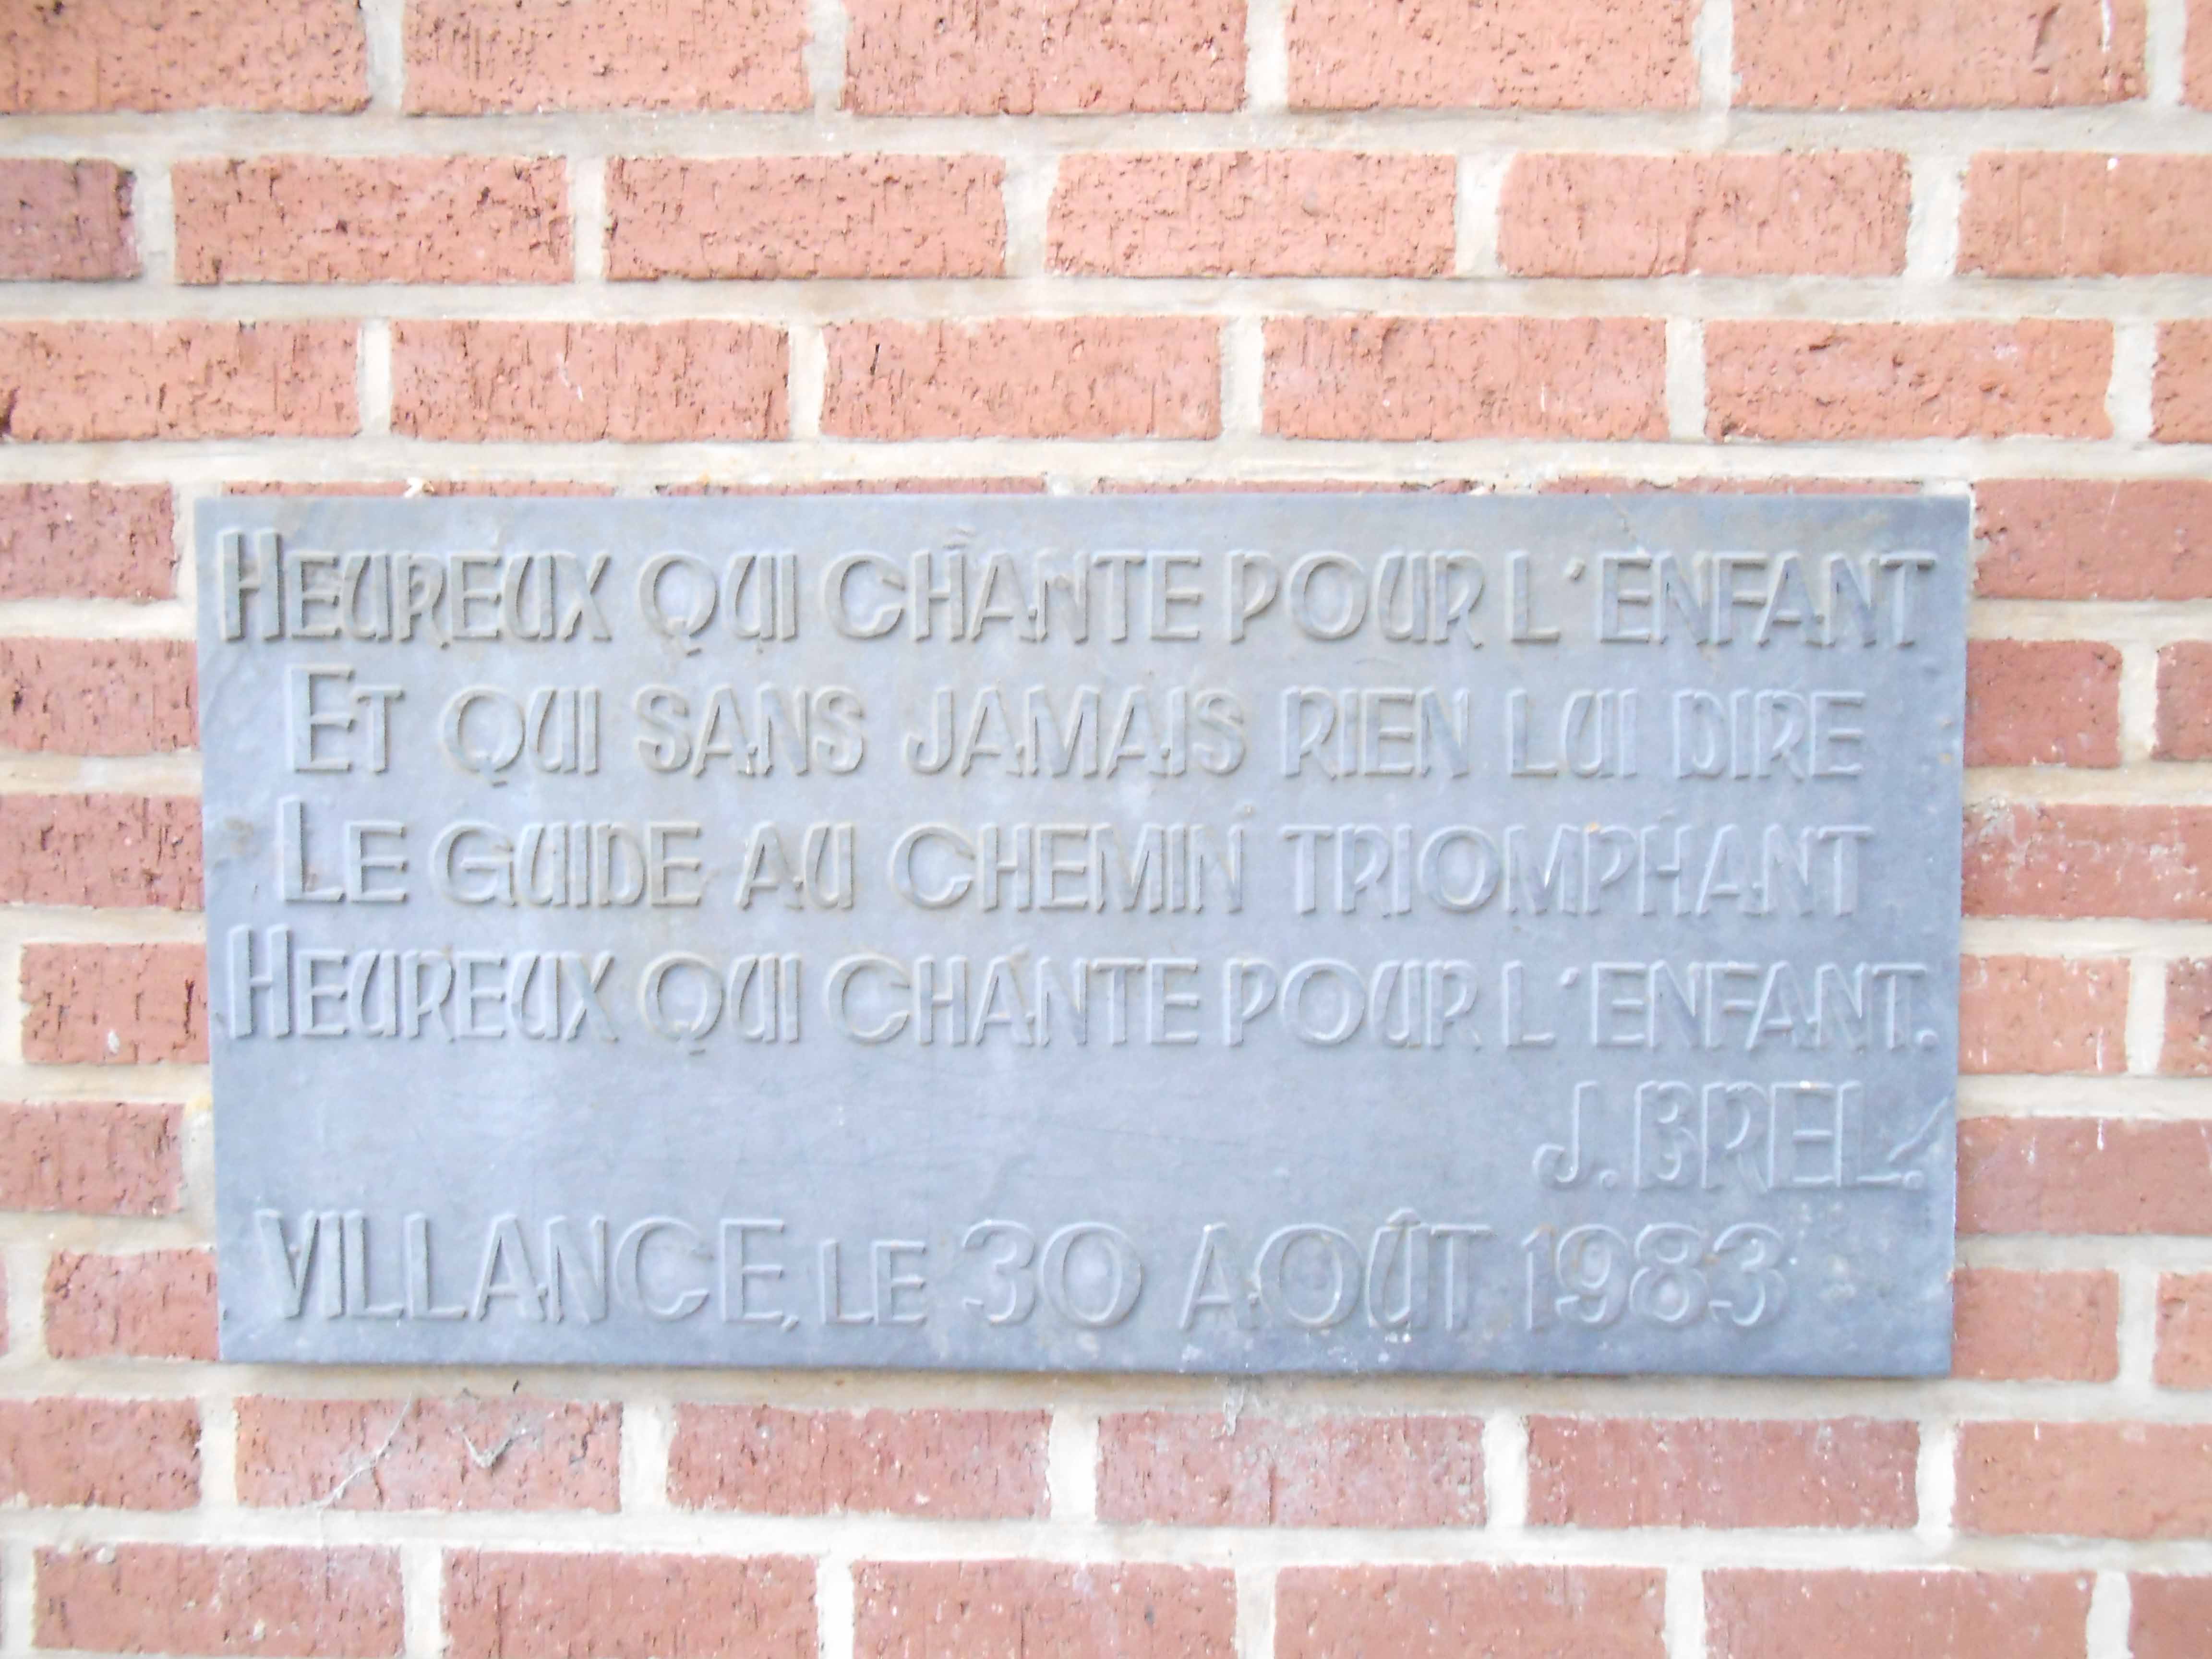 HEUREUX QUI CHANTE POUR L'ENFANT
ET QUI SANS JAMAIS RIEN LUI DIRE
LE GUIDE AU CHEMIN TRIOMPHANT
HEUREUX QUI CHANTE POUR L'ENFANT.
J. BREL.
VILLANCE, LE 30 AOÛT 1983